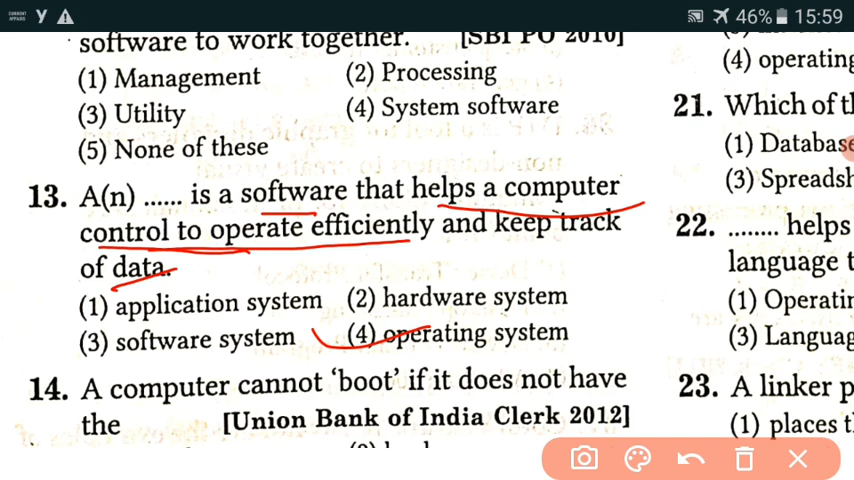 CURRENT AFFAIRS
46%
15:59
software to work together. [SBI PO 2010]
(1) Management (2) Processing
(3) Utility (4) System software
(5) None of these
13. A(n) ...... is a software that helps a computer
control to operate efficiently and keep track
of data.
(1) application system (2) hardware system
(3) software system (4) operating system
14. A computer cannot 'boot' if it does not have
the [Union Bank of India Clerk 2012]
(4) operating
21. Which of
(1) Database
(3)
22. ........ helps
language
(1)
(3)
23. A linker
(1) places